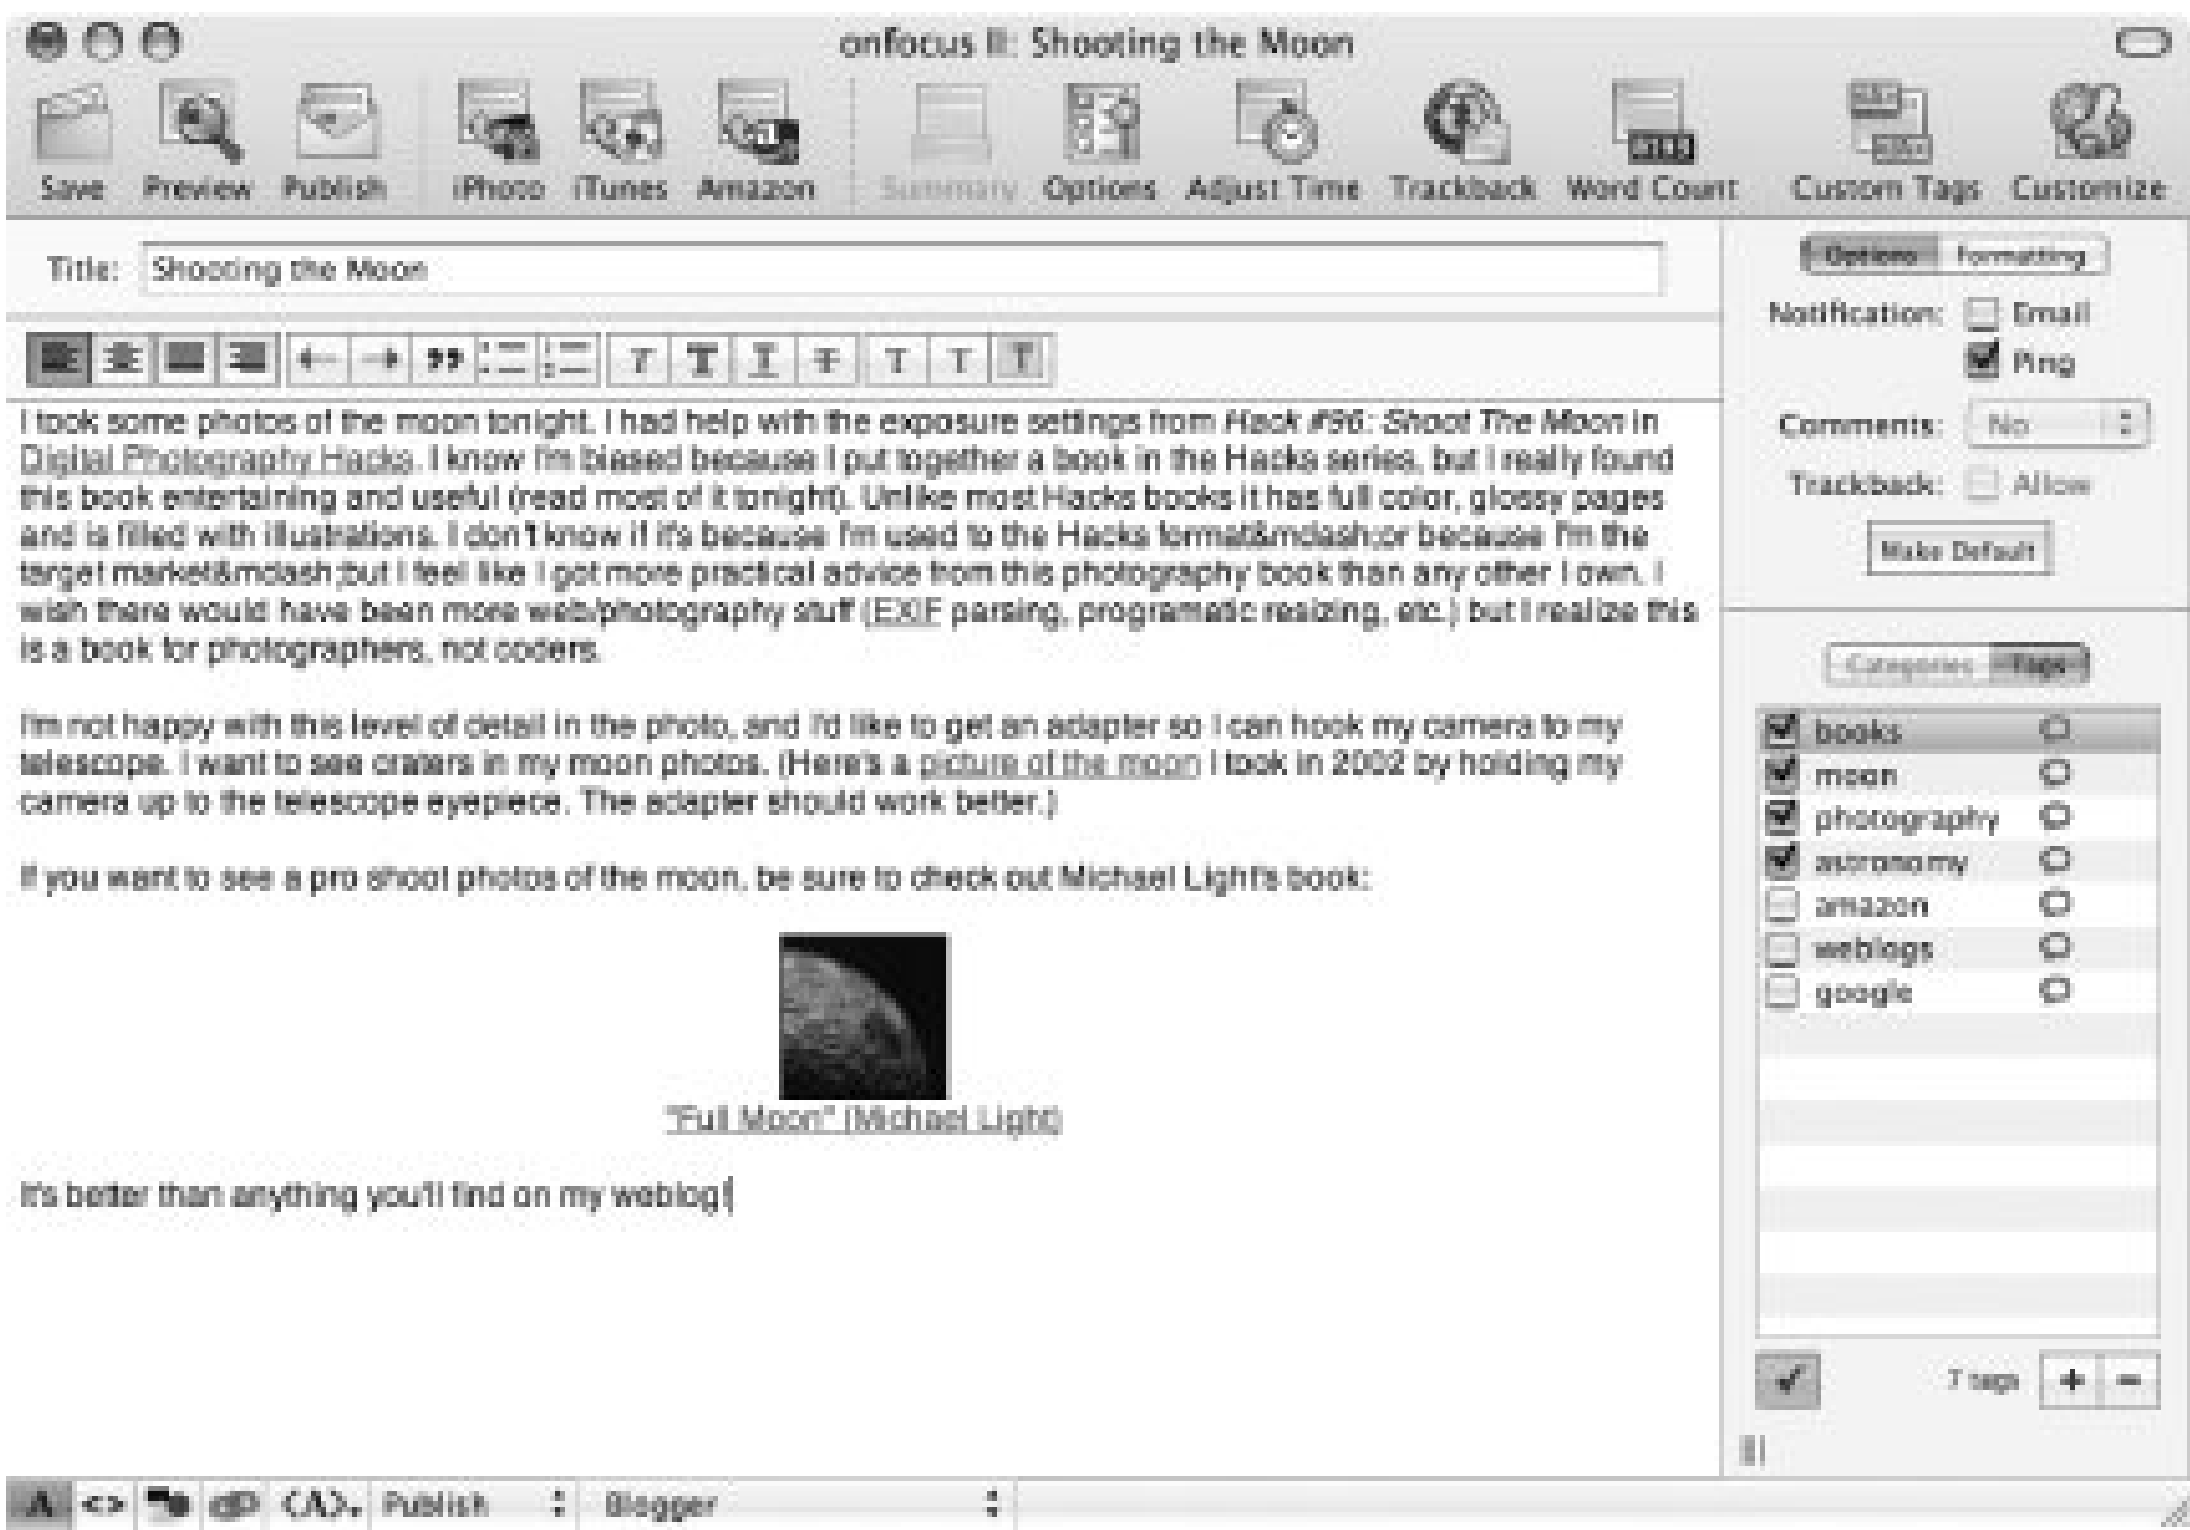 onfocus II: Shooting the Moon
Save Preview Publish iPhoto iTunes Amazon Summary Options Adjust Time Trackback Word Count Custom Tags Customize
Title: Shooting the Moon
Options Formatting
Notification: Email
Ping
Comments: No
Trackback: Allow
Make Default
I took some photos of the moon tonight. I had help with the exposure settings from Hack #96: Shoot The Moon in
Digital Photography Hacks. I know I'm biased because I put together a book in the Hacks series, but I really found
this book entertaining and useful (read most of it tonight). Unlike most Hacks books it has full color, glossy pages
and is filled with illustrations. I don't know if it's because I'm used to the Hacks format&mdash;or because I'm the
target market&mdash;but I feel like I got more practical advice from this photography book than any other I own. I
wish there would have been more web/photography stuff (EXIF parsing, programatic resizing, etc.) but I realize this
is a book for photographers, not coders.
I'm not happy with this level of detail in the photo, and I'd like to get an adapter so I can hook my camera to my
telescope. I want to see craters in my moon photos. (Here's a picture of the moon I took in 2002 by holding my
camera up to the telescope eyepiece. The adapter should work better.)
If you want to see a pro shoot photos of the moon, be sure to check out Michael Light's book:
"Full Moon" (Michael Light)
It's better than anything you'll find on my weblog!
Categories Tags
books
moon
photography
astronomy
amazon
weblogs
google
7 tags + −
A <> <A> Publish Blogger